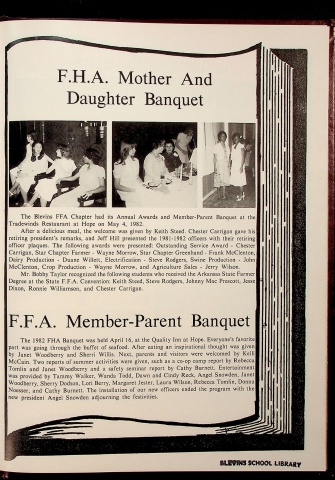 F.H.A. Mother And
Daughter Banquet
The Blevins FFA Chapter had its Annual Awards and Member-Parent Banquet at the
Tradewinds Restaurant at Hope on May 4, 1982.
After a delicious meal, the welcome was given by Keith Steed. Chester Carrigan gave his
retiring president's remarks, and Jeff Hill presented the 1981-1982 officers with their retiring
officer plaques. The following awards were presented: Outstanding Service Award - Chester
Carrigan, Star Chapter Farmer - Wayne Morrow, Star Chapter Greenhand - Frank McClenton,
Dairy Production - Duane Willett, Electrification - Steve Rodgers, Swine Production - John
McClenton, Crop Production - Wayne Morrow, and Agriculture Sales - Jerry Wilson.
Mr. Bobby Taylor recognized the following students who received the Arkansas State Farmer
Degree at the State F.F.A. Convention: Keith Steed, Steve Rodgers, Johnny Mac Prescott, Jesse
Dixon, Ronnie Williamson, and Chester Carrigan.
F.F.A. Member-Parent Banquet
The 1982 FHA Banquet was held April 16, at the Quality Inn of Hope. Everyone's favorite
part was going through the buffet of seafood. After eating an inspirational thought was given
by Janet Woodberry and Sherri Willis. Next, parents and visitors were welcomed by Kelli
McCain. Two reports of summer activities were given, such as a co-op camp report by Rebecca
Tomlin and Janet Woodberry and a safety seminar report by Cathy Burnett. Entertainment
was provided by Tammy Walker, Wanda Todd, Dawn and Cindy Reck, Angel Snowden, Janet
Woodberry, Sherry Dodson, Lori Berry, Margaret Jester, Laura Wilson, Rebecca Tomlin, Donna
Noesser, and Cathy Burnett. The installation of our new officers ended the program with the
new president Angel Snowden adjourning the festivities.
BLEVINS SCHOOL LIBRARY